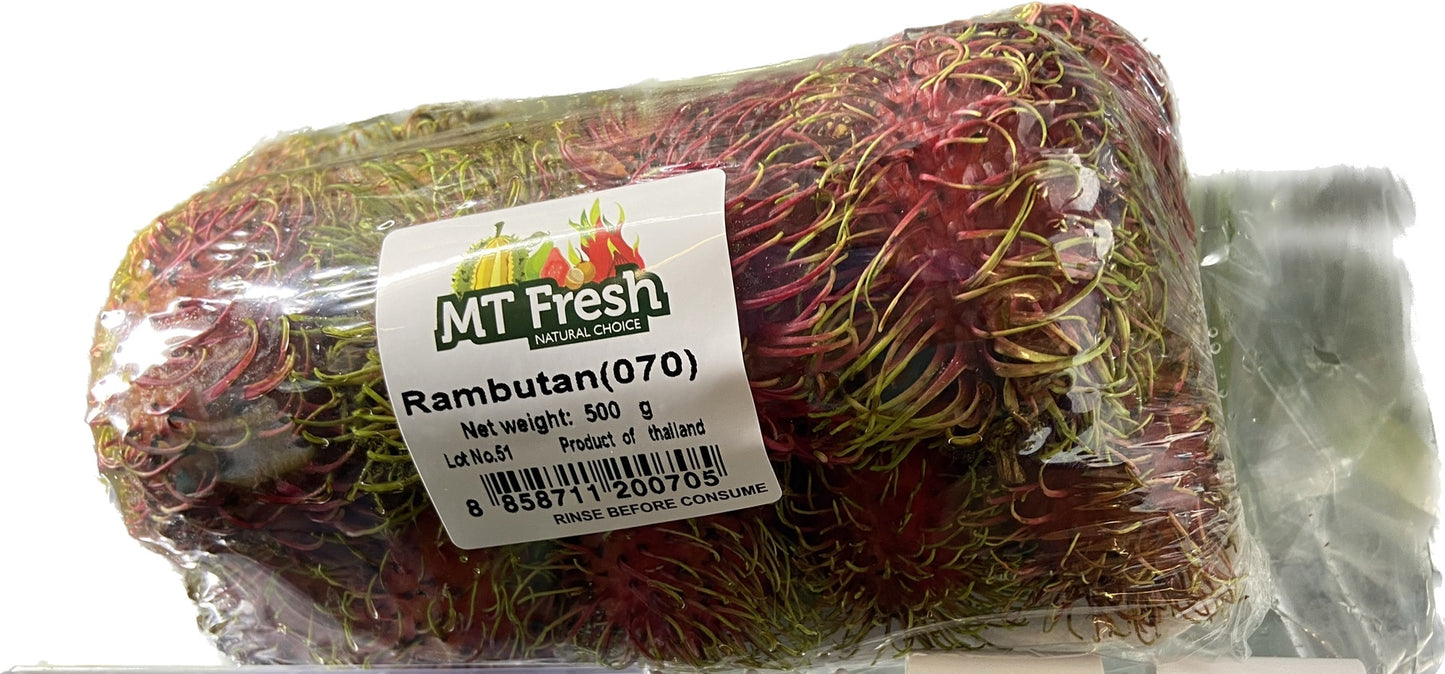 MT Fresh
NATURAL CHOICE
Rambutan(070)
Net weight: 500 g
Lot No.51 Product of thailand
8 858711 200705
RINSE BEFORE CONSUME